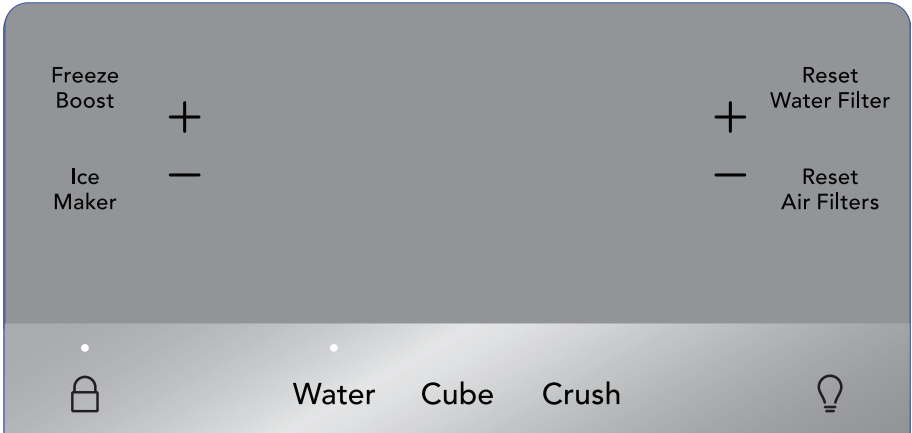 Freeze
Boost
+
Ice
Maker
−
+
Reset
Water Filter
−
Reset
Air Filters
Water Cube Crush